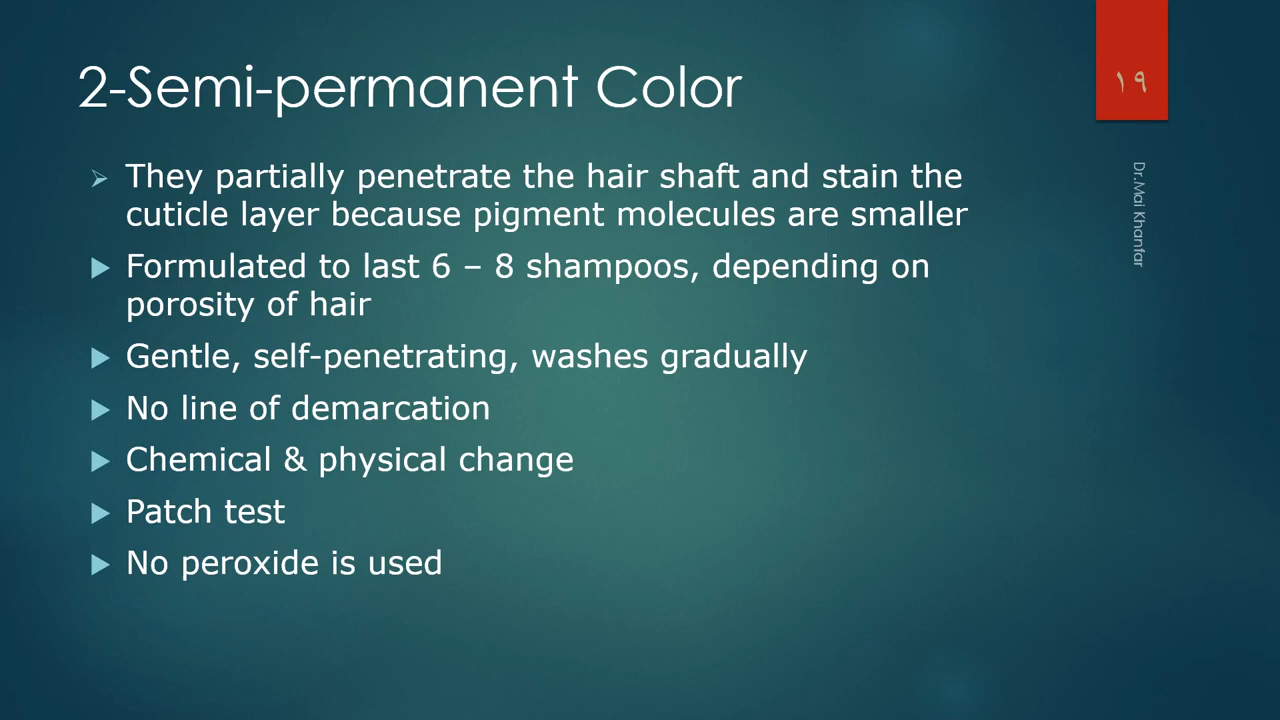 2-Semi-permanent Color
١٩
They partially penetrate the hair shaft and stain the
cuticle layer because pigment molecules are smaller
Formulated to last 6 – 8 shampoos, depending on
porosity of hair
Gentle, self-penetrating, washes gradually
No line of demarcation
Chemical & physical change
Patch test
No peroxide is used
Dr.Mai Khanfar